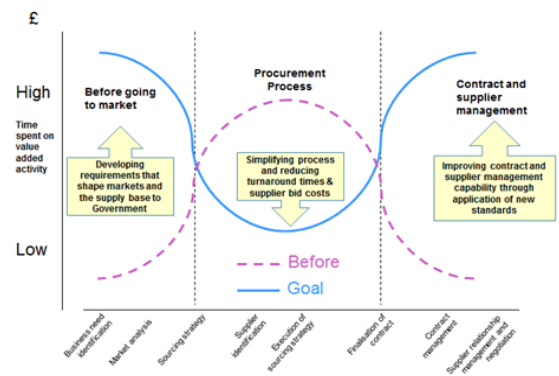 £
High
Time spent on
value added
activity
Low
Before going
to market
Developing
requirements that
shape markets and
the supply base to
Government
Procurement
Process
Simplifying process
and reducing
turnaround times &
supplier bid costs
Contract and
supplier
management
Improving contract and
supplier management
capability through
application of new
standards
Before
Goal
Business need
identification
Market analysis
Sourcing strategy
Supplier
identification
Execution of
sourcing strategy
Finalisation of
contract
Contract
management
Supplier relationship
management and
negotiation